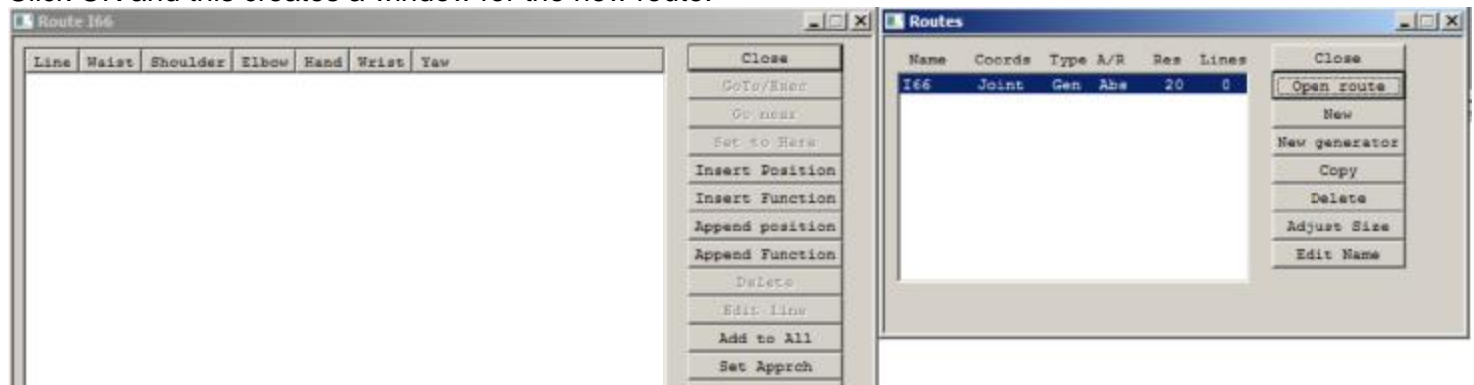 Click OK and this creates a window for the new route.
Route I66
Line Waist Shoulder Elbow Hand Wrist Yaw
Close
GoTo/Exec
Go near
Set to Here
Insert Position
Insert Function
Append position
Append Function
Delete
Edit Line
Add to All
Set Apprch
Routes
Name Coords Type A/R Res Lines
I66 Joint Gen Abs 20 0
Close
Open route
New
New generator
Copy
Delete
Adjust Size
Edit Name